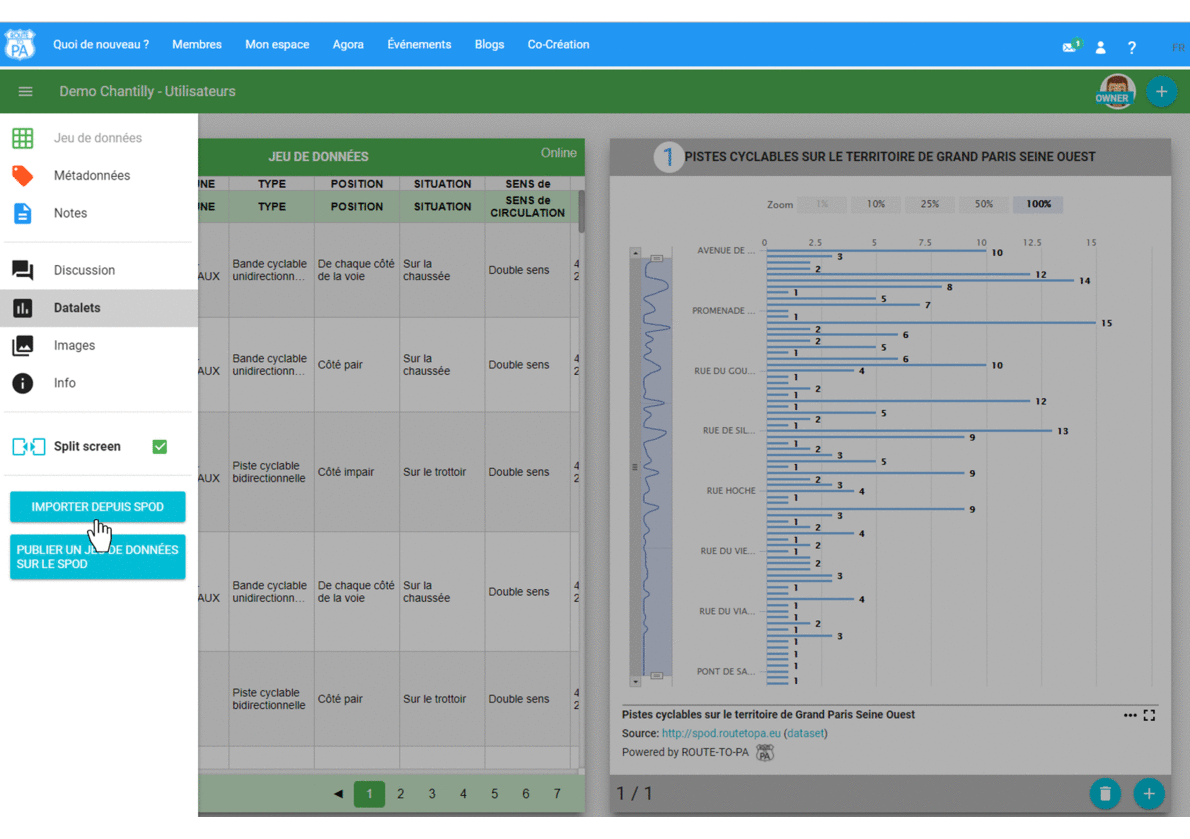 ROUTE TO PA
Quoi de nouveau ? Membres Mon espace Agora Événements Blogs Co-Création 1 ? FR
Demo Chantilly - Utilisateurs OWNER +
Jeu de données
Métadonnées
Notes
Discussion
Datalets
Images
Info
Split screen
IMPORTER DEPUIS SPOD
PUBLIER UN JEU DE DONNÉES
SUR LE SPOD
JEU DE DONNÉES Online
UNE TYPE POSITION SITUATION SENS de
UNE TYPE POSITION SITUATION SENS de
CIRCULATION
Bande cyclable De chaque côté Sur la 4
AUX unidirectionn... de la voie chaussée Double sens 2
Bande cyclable Sur la 4
AUX unidirectionn... Côté pair chaussée Double sens 2
Piste cyclable 4
AUX bidirectionnelle Côté impair Sur le trottoir Double sens 2
Bande cyclable De chaque côté Sur la 4
AUX unidirectionn... de la voie chaussée Double sens 2
Piste cyclable 4
bidirectionnelle Côté pair Sur le trottoir Double sens 2
◄ 1 2 3 4 5 6 7
1 PISTES CYCLABLES SUR LE TERRITOIRE DE GRAND PARIS SEINE OUEST
Zoom 1% 10% 25% 50% 100%
0 2.5 5 7.5 10 12.5 15
AVENUE DE ... 10
3
2
12
14
8
1
5
7
PROMENADE ...
1
15
2
6
2
5
1
6
10
RUE DU GOU... 4
1
2
1
12
1
5
2
1
RUE DE SIL... 13
9
1
2
3
5
1
9
2
3
RUE HOCHE 4
1
9
3
2
4
1
2
RUE DU VIE... 1
2
3
1
4
1
RUE DU VIA...
1
2
1
3
1
1
1
PONT DE SA...
1
Pistes cyclables sur le territoire de Grand Paris Seine Ouest
Source: http://spod.routetopa.eu (dataset)
Powered by ROUTE-TO-PA PA
1 / 1 +